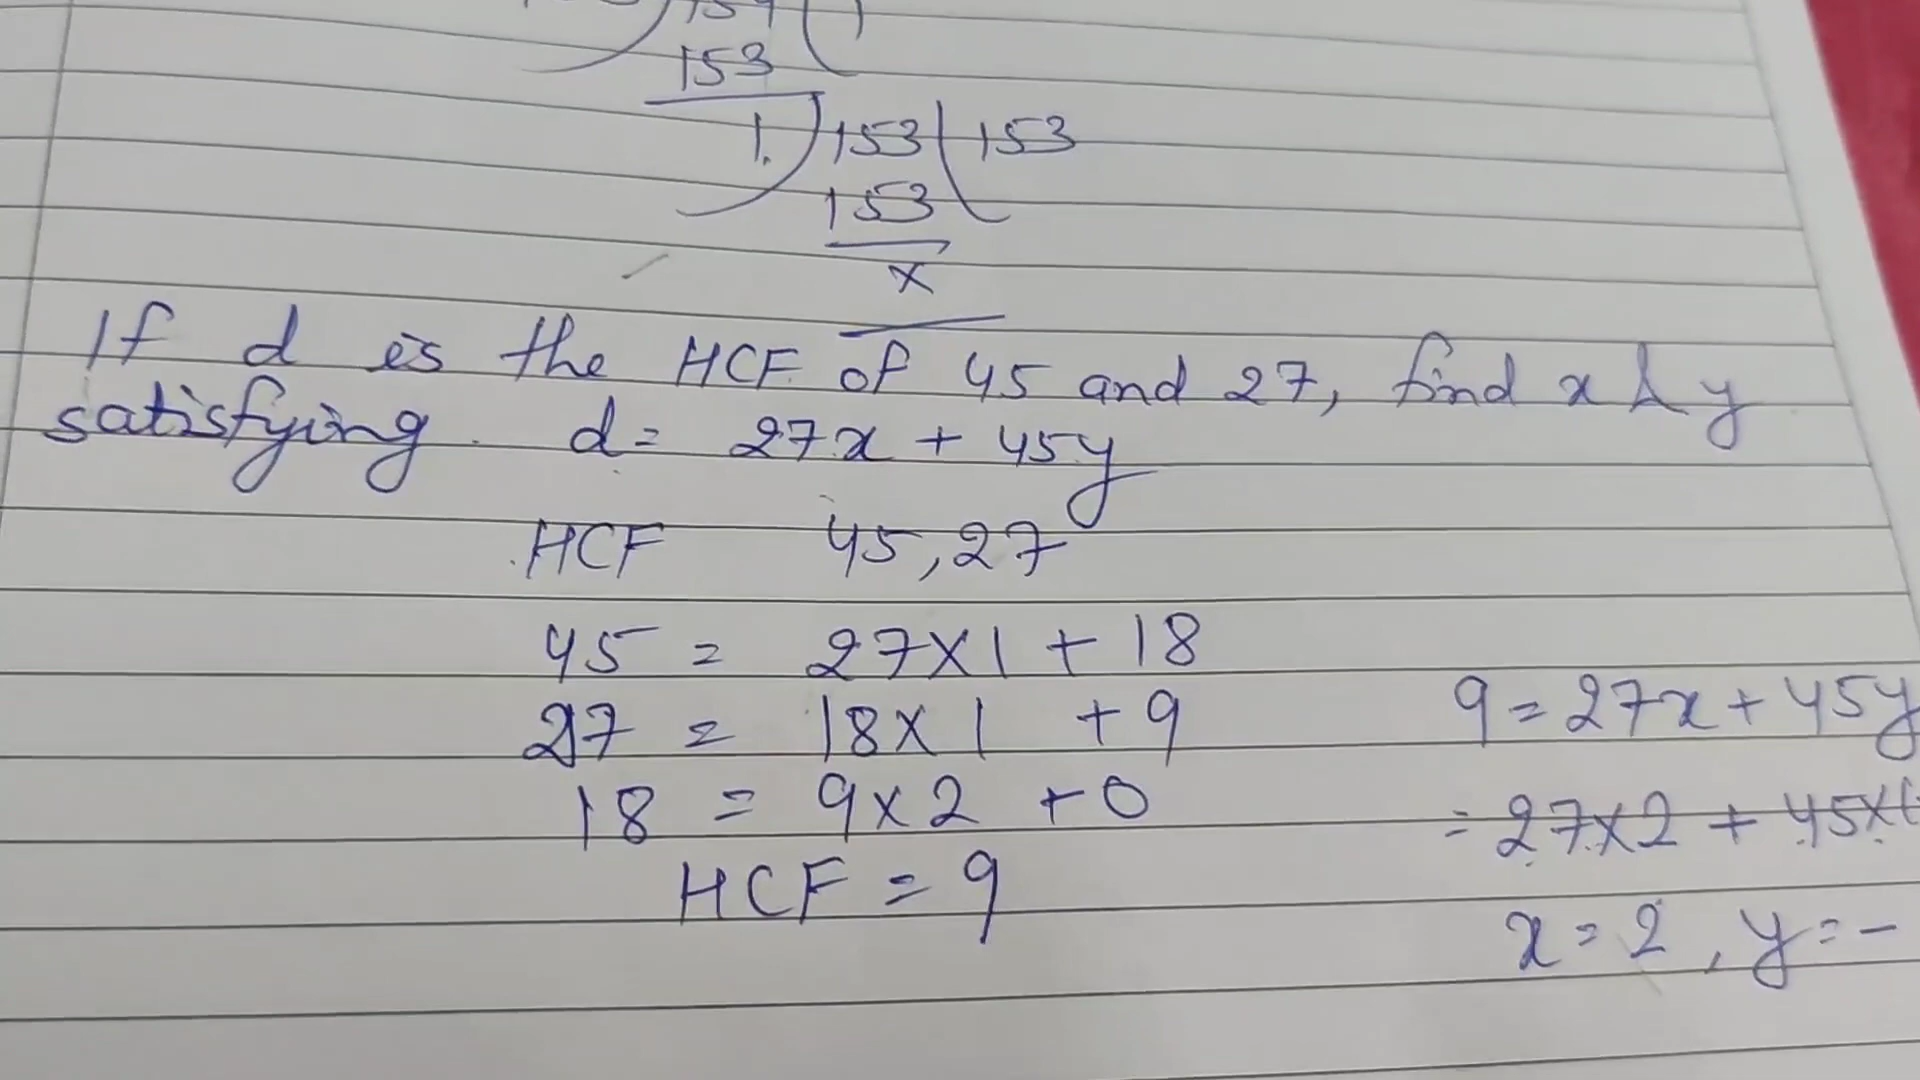 153
1. ) 153 ( 153
153
x
If d is the HCF of 45 and 27, find x & y
satisfying d = 27x + 45y
HCF 45, 27
45 = 27x1 + 18
27 = 18x1 + 9
18 = 9x2 + 0
HCF = 9
9 = 27x + 45y
= 27x2 + 45x(
x = 2, y = -